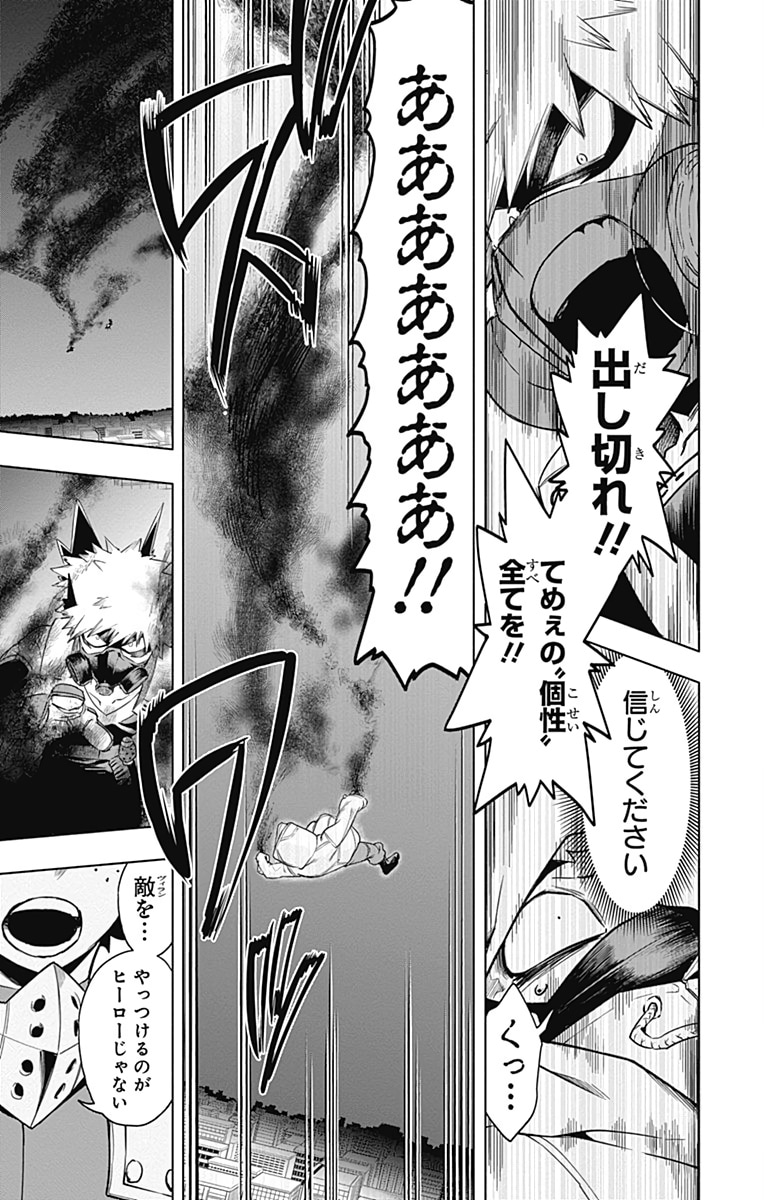 出し切れ!!
てめぇの〝個性〟
全てを!!
信じてください
くっ…
ああああああああ!!
敵を…
やっつけるのが
ヒーローじゃない